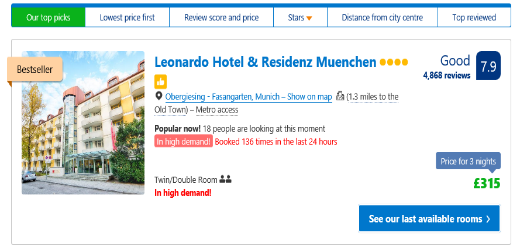 Our top picks
Lowest price first
Review score and price
Stars
Distance from city centre
Top reviewed
Bestseller
Leonardo Hotel & Residenz Muenchen
Good
7.9
4,868 reviews
Obergiesing - Fasangarten, Munich – Show on map (1.3 miles to the
Old Town) – Metro access
Popular now! 18 people are looking at this moment
In high demand! Booked 136 times in the last 24 hours
Price for 3 nights
Twin/Double Room
£315
In high demand!
See our last available rooms